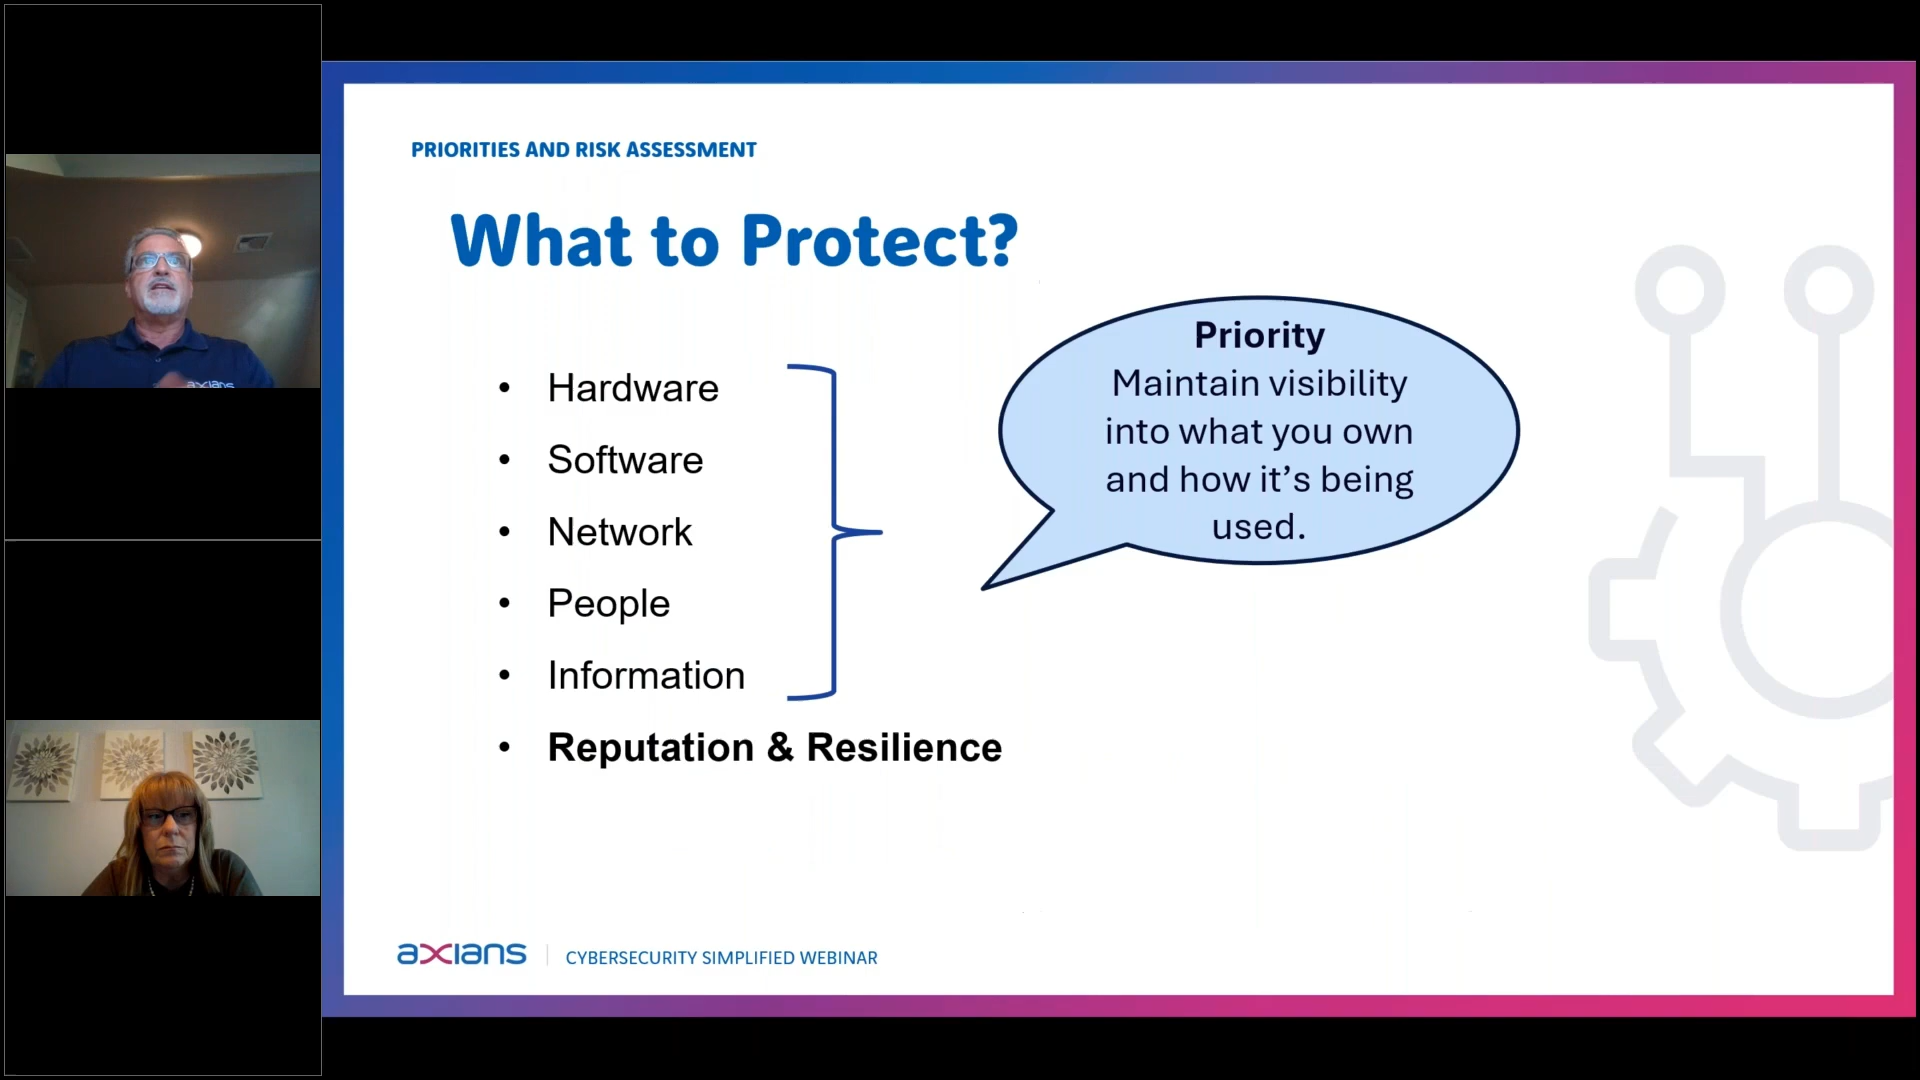 PRIORITIES AND RISK ASSESSMENT
What to Protect?
• Hardware
• Software
• Network
• People
• Information
• Reputation & Resilience
Priority
Maintain visibility
into what you own
and how it’s being
used.
axians
CYBERSECURITY SIMPLIFIED WEBINAR
axians